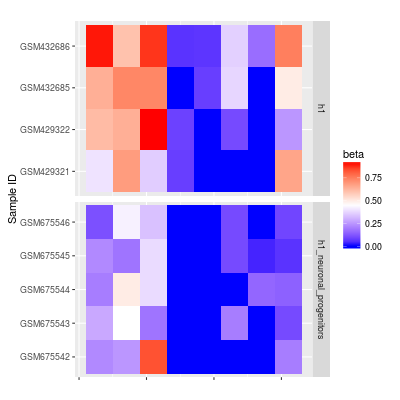 Sample ID
GSM432686
GSM432685
GSM429322
GSM429321
h1
GSM675546
GSM675545
GSM675544
GSM675543
GSM675542
h1_neuronal_progenitors
beta
0.75
0.50
0.25
0.00